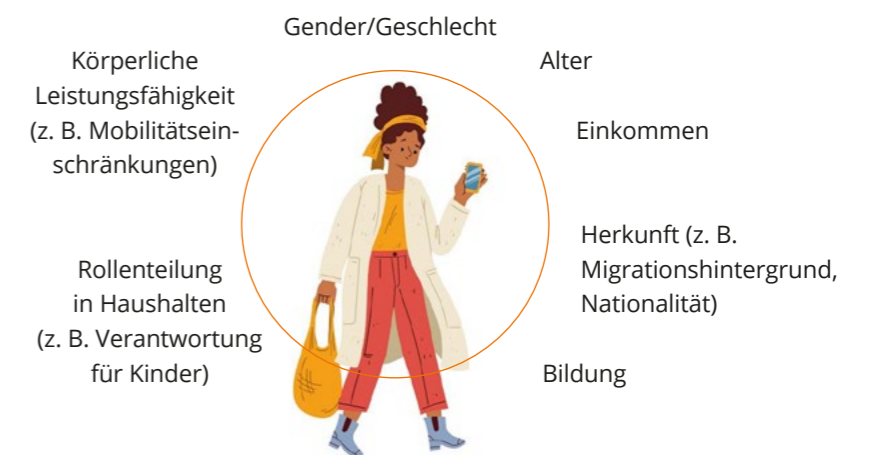 Gender/Geschlecht
Körperliche
Leistungsfähigkeit
(z. B. Mobilitätsein-
schränkungen)
Alter
Einkommen
Herkunft (z. B.
Migrationshintergrund,
Nationalität)
Rollenteilung
in Haushalten
(z. B. Verantwortung
für Kinder)
Bildung